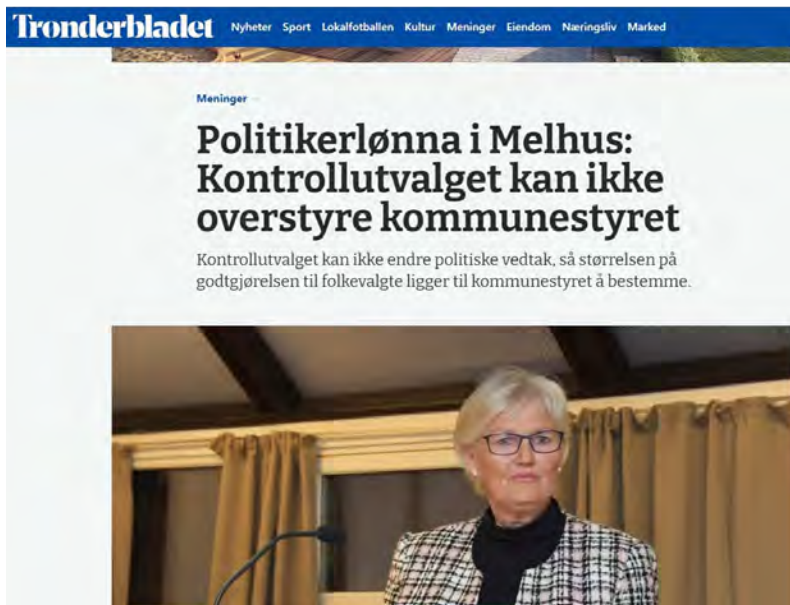 Trønderbladet
Nyheter Sport Lokalfotballen Kultur Meninger Eiendom Næringsliv Marked
Meninger
Politikerlønna i Melhus:
Kontrollutvalget kan ikke
overstyre kommunestyret
Kontrollutvalget kan ikke endre politiske vedtak, så størrelsen på
godtgjørelsen til folkevalgte ligger til kommunestyret å bestemme.